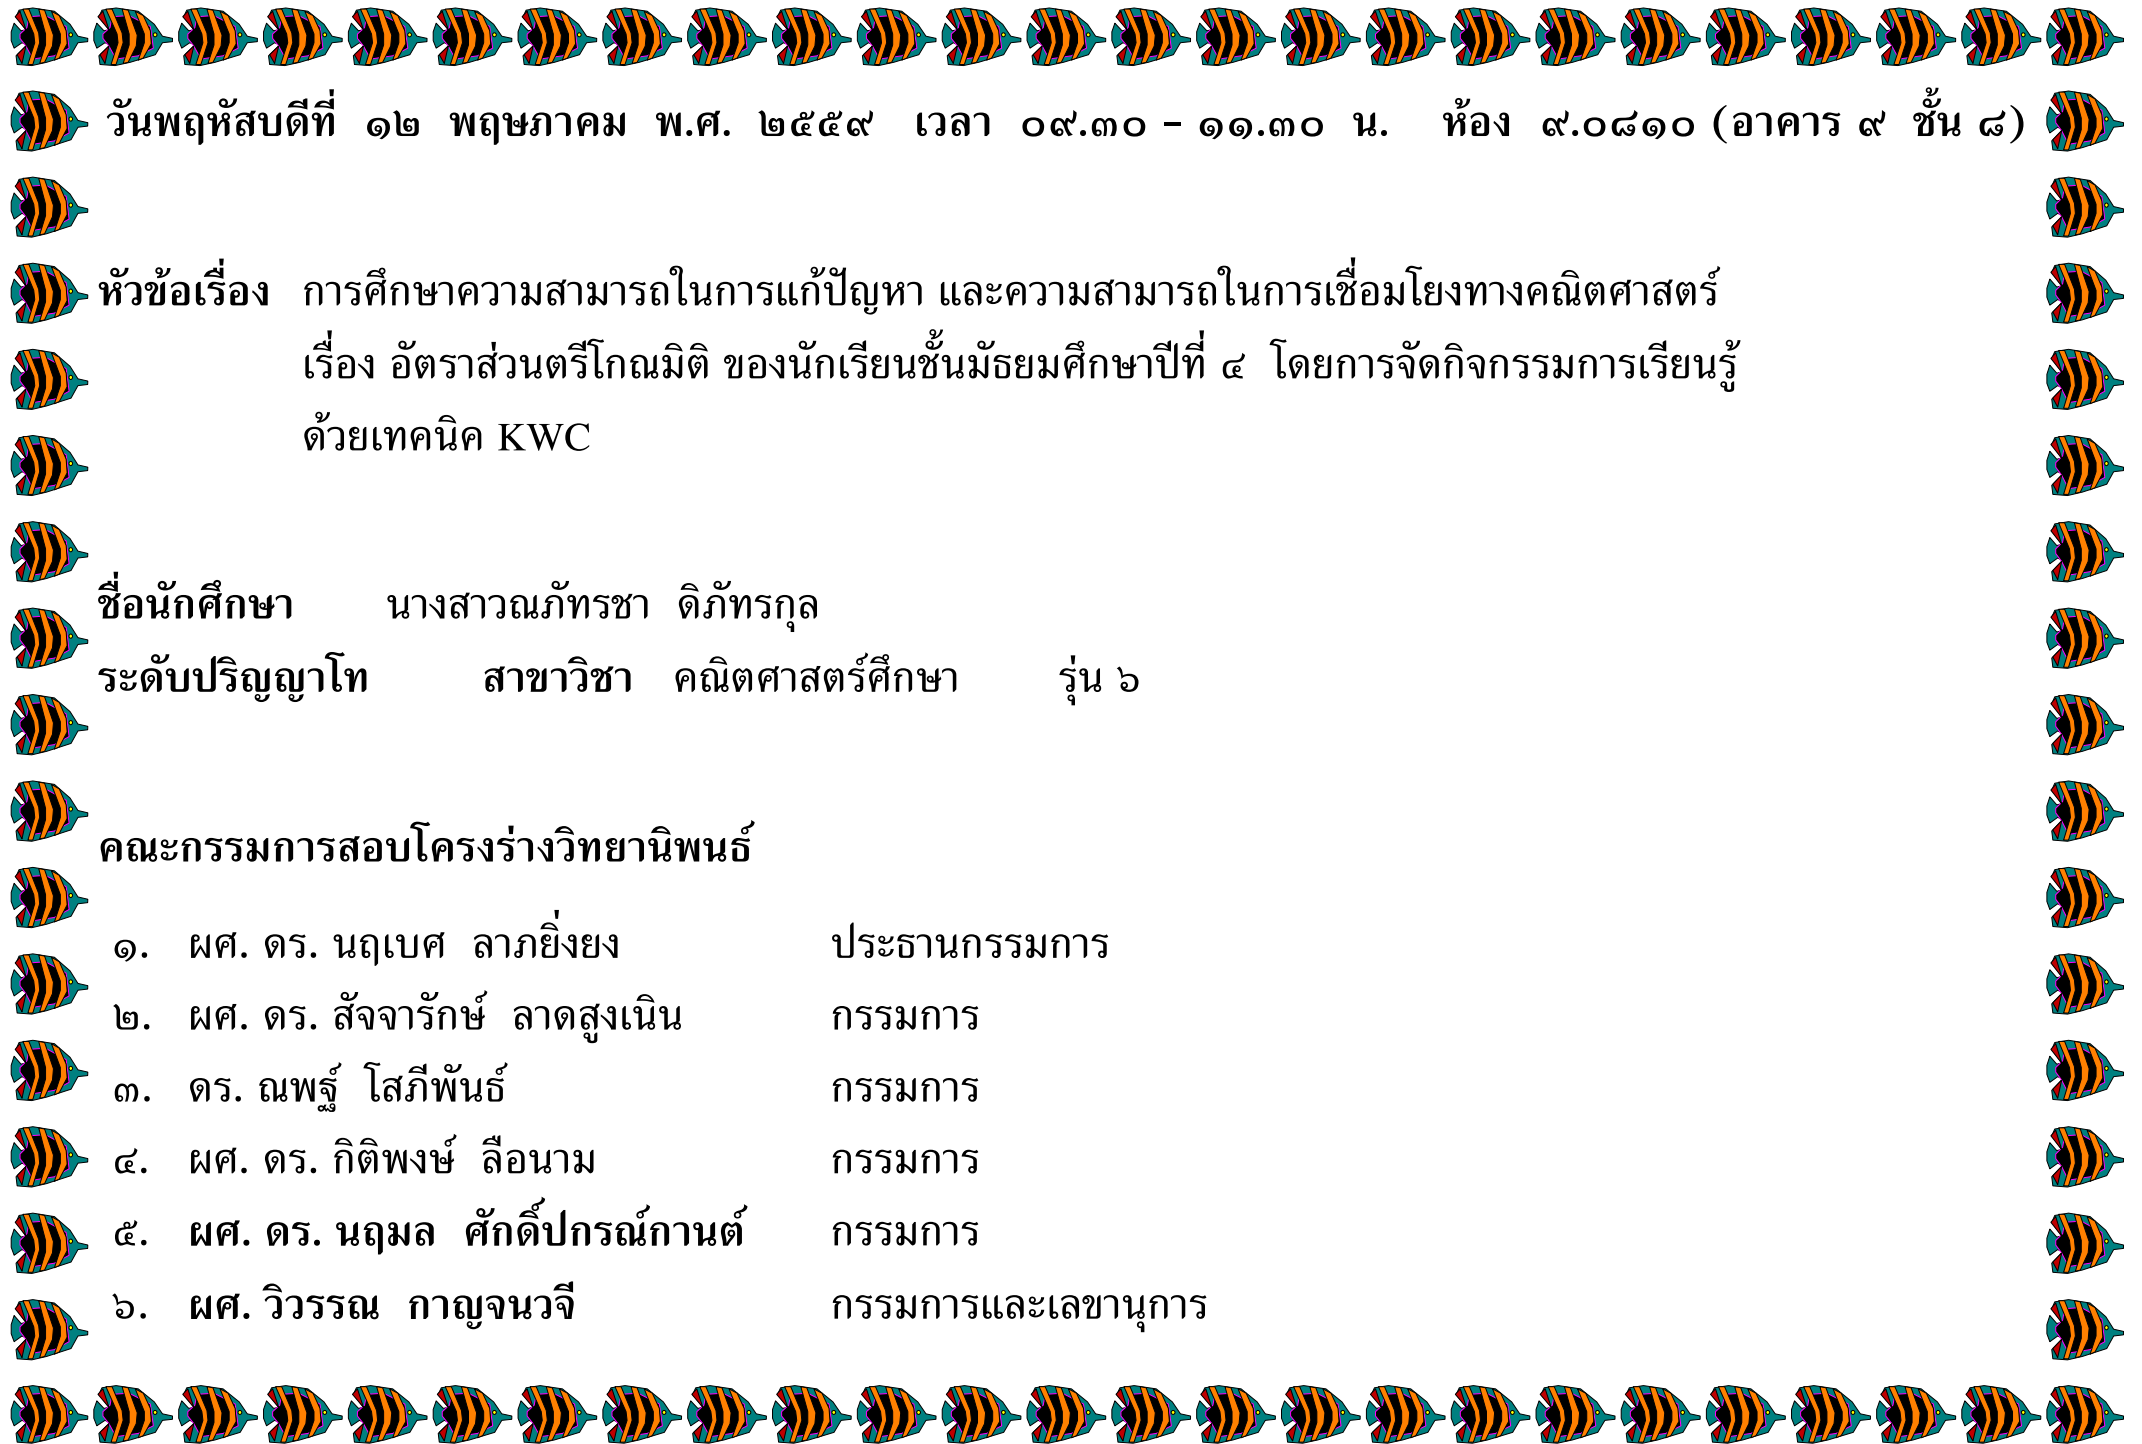 วันพฤหัสบดีที่ ๑๒ พฤษภาคม พ.ศ. ๒๕๕๙ เวลา ๐๙.๓๐ - ๑๑.๓๐ น. ห้อง ๙.๐๘๑๐ (อาคาร ๙ ชั้น ๘)
หัวข้อเรื่อง การศึกษาความสามารถในการแก้ปัญหา และความสามารถในการเชื่อมโยงทางคณิตศาสตร์
เรื่อง อัตราส่วนตรีโกณมิติ ของนักเรียนชั้นมัธยมศึกษาปีที่ ๔ โดยการจัดกิจกรรมการเรียนรู้
ด้วยเทคนิค KWC
ชื่อนักศึกษา นางสาวณภัทรชา ดิภัทรกุล
ระดับปริญญาโท สาขาวิชา คณิตศาสตร์ศึกษา รุ่น ๖
คณะกรรมการสอบโครงร่างวิทยานิพนธ์
๑. ผศ. ดร. นฤเบศ ลาภยิ่งยง ประธานกรรมการ
๒. ผศ. ดร. สัจจารักษ์ ลาดสูงเนิน กรรมการ
๓. ดร. ณพฐ์ โสภีพันธ์ กรรมการ
๔. ผศ. ดร. กิติพงษ์ ลือนาม กรรมการ
๕. ผศ. ดร. นฤมล ศักดิ์ปกรณ์กานต์ กรรมการ
๖. ผศ. วิวรรณ กาญจนวจี กรรมการและเลขานุการ